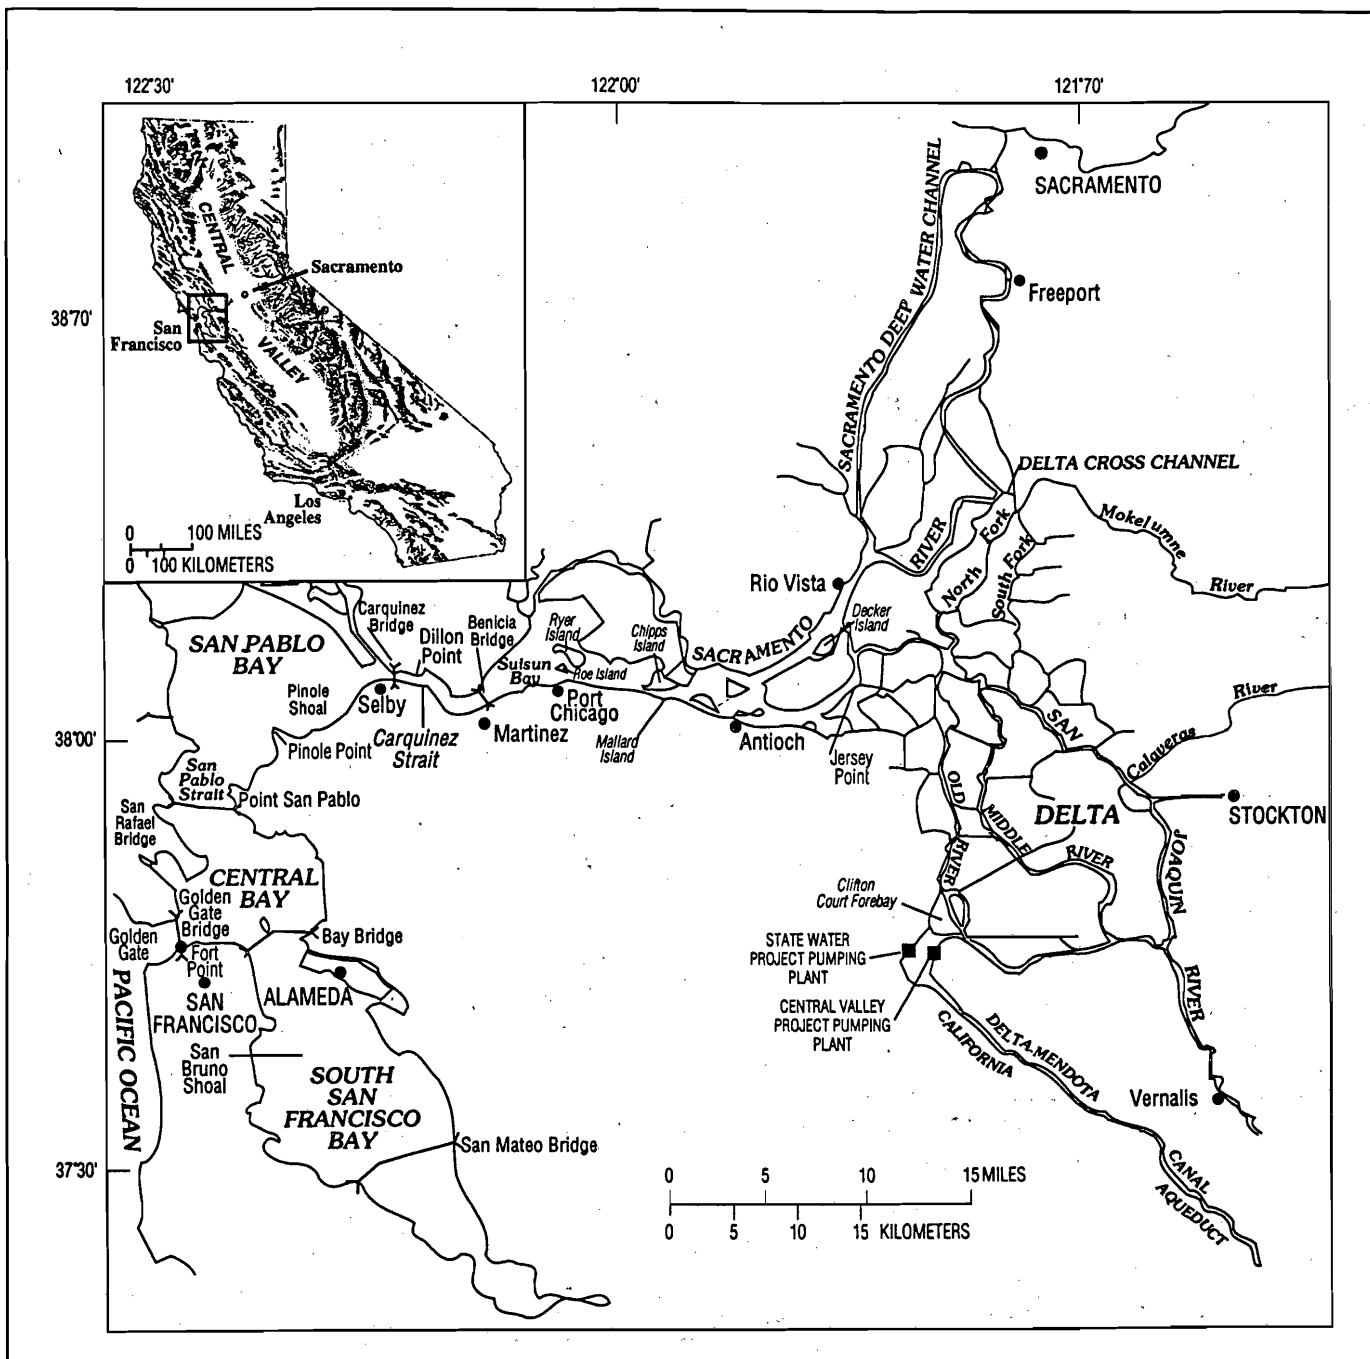 122°30'
122°00'
121°70'
38°70'
38°00'
37°30'
CENTRAL
VALLEY
Sacramento
San
Francisco
Los
Angeles
0 100 MILES
0 100 KILOMETERS
SACRAMENTO
Freeport
SACRAMENTO DEEP WATER CHANNEL
DELTA CROSS CHANNEL
Mokelumne
River
North
Fork
South Fork
RIVER
Rio Vista
Decker
Island
SACRAMENTO
Carquinez
Bridge
Dillon
Point
Benicia
Bridge
Ryer
Island
Chipps
Island
Suisun
Bay
Roe Island
SAN PABLO
BAY
Pinole
Shoal
Selby
Carquinez
Strait
Martinez
Port
Chicago
Mallard
Island
Antioch
Jersey
Point
SAN
River
Calaveras
Pinole Point
San
Pablo
Strait
Point San Pablo
San
Rafael
Bridge
DELTA
STOCKTON
OLD
RIVER
MIDDLE
RIVER
JOAQUIN
RIVER
CENTRAL
BAY
Golden
Gate
Bridge
Golden
Gate
Fort
Point
Bay Bridge
SAN
FRANCISCO
ALAMEDA
PACIFIC OCEAN
San
Bruno
Shoal
SOUTH
SAN
FRANCISCO
BAY
San Mateo Bridge
Clifton
Court Forebay
STATE WATER
PROJECT PUMPING
PLANT
CENTRAL VALLEY
PROJECT PUMPING
PLANT
DELTA-MENDOTA
CALIFORNIA
CANAL
AQUEDUCT
Vernalis
0 5 10 15 MILES
0 5 10 15 KILOMETERS